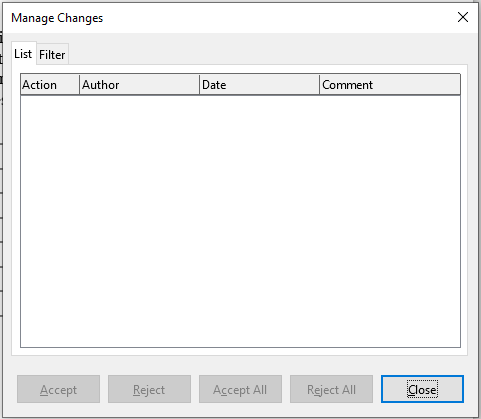 Manage Changes
List Filter
Action Author Date Comment
Accept Reject Accept All Reject All Close